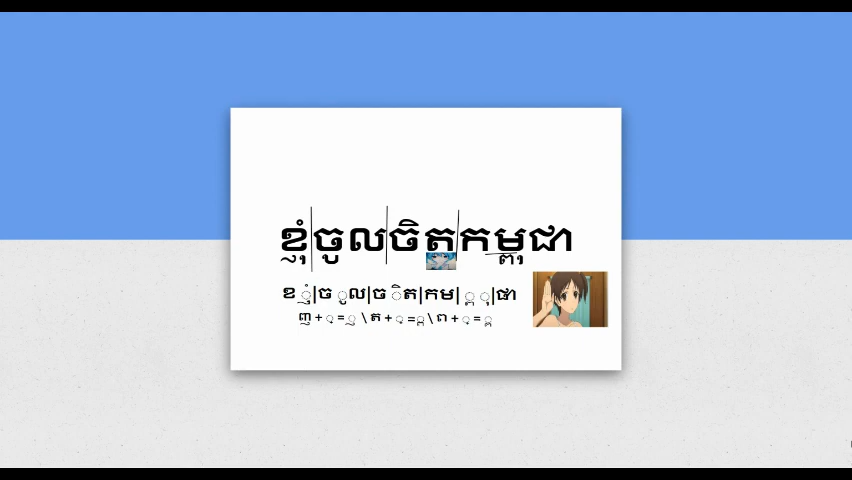 ខ្ញុំ|ចូល|ចិត្ត|កម្ពុជា
ខ ្ញុំ|ច ូល|ច ិត|កម| ្ព ុ|ជា
ញ + ្ = ្ញ \ ត + ្ = ្ត \ ព + ្ = ្ព